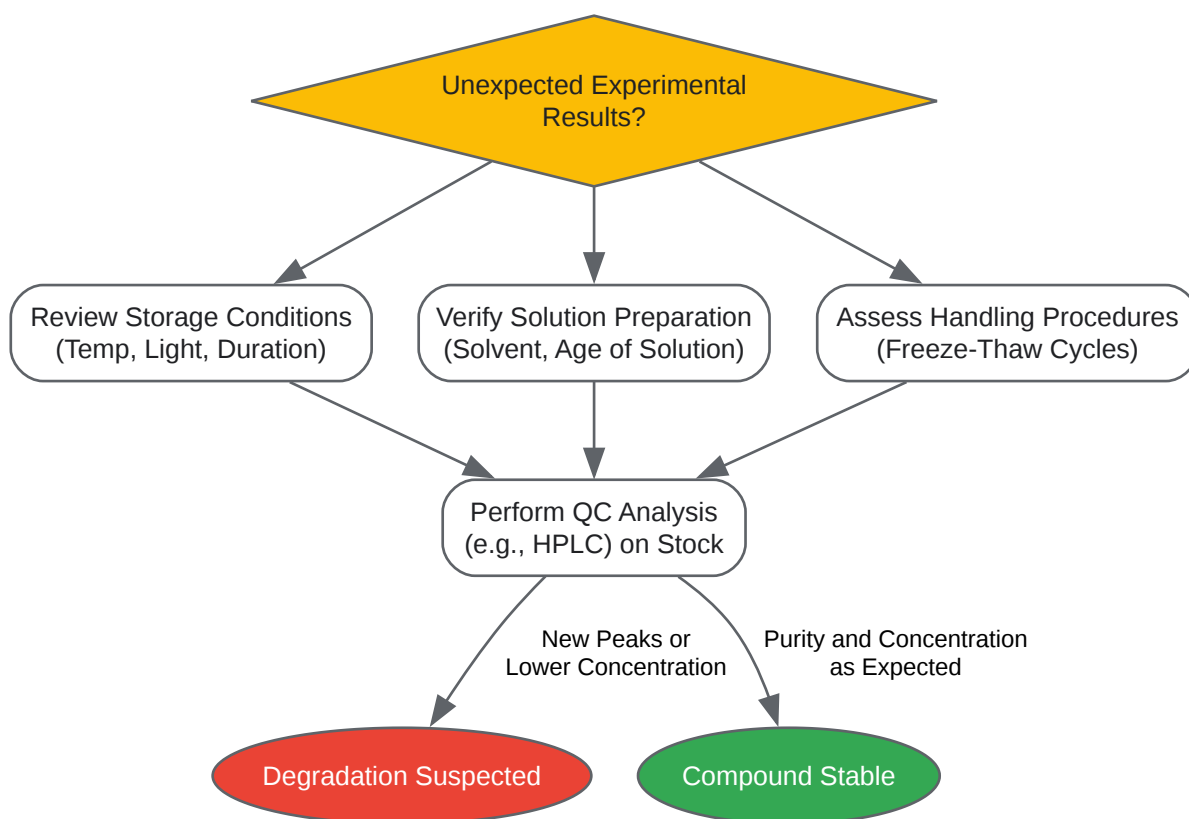 Unexpected Experimental
Results?
Review Storage Conditions
(Temp, Light, Duration)
Verify Solution Preparation
(Solvent, Age of Solution)
Assess Handling Procedures
(Freeze-Thaw Cycles)
Perform QC Analysis
(e.g., HPLC) on Stock
New Peaks or
Lower Concentration
Purity and Concentration
as Expected
Degradation Suspected
Compound Stable